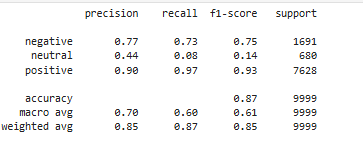 precision recall f1-score support
negative 0.77 0.73 0.75 1691
neutral 0.44 0.08 0.14 680
positive 0.90 0.97 0.93 7628
accuracy 0.87 9999
macro avg 0.70 0.60 0.61 9999
weighted avg 0.85 0.87 0.85 9999